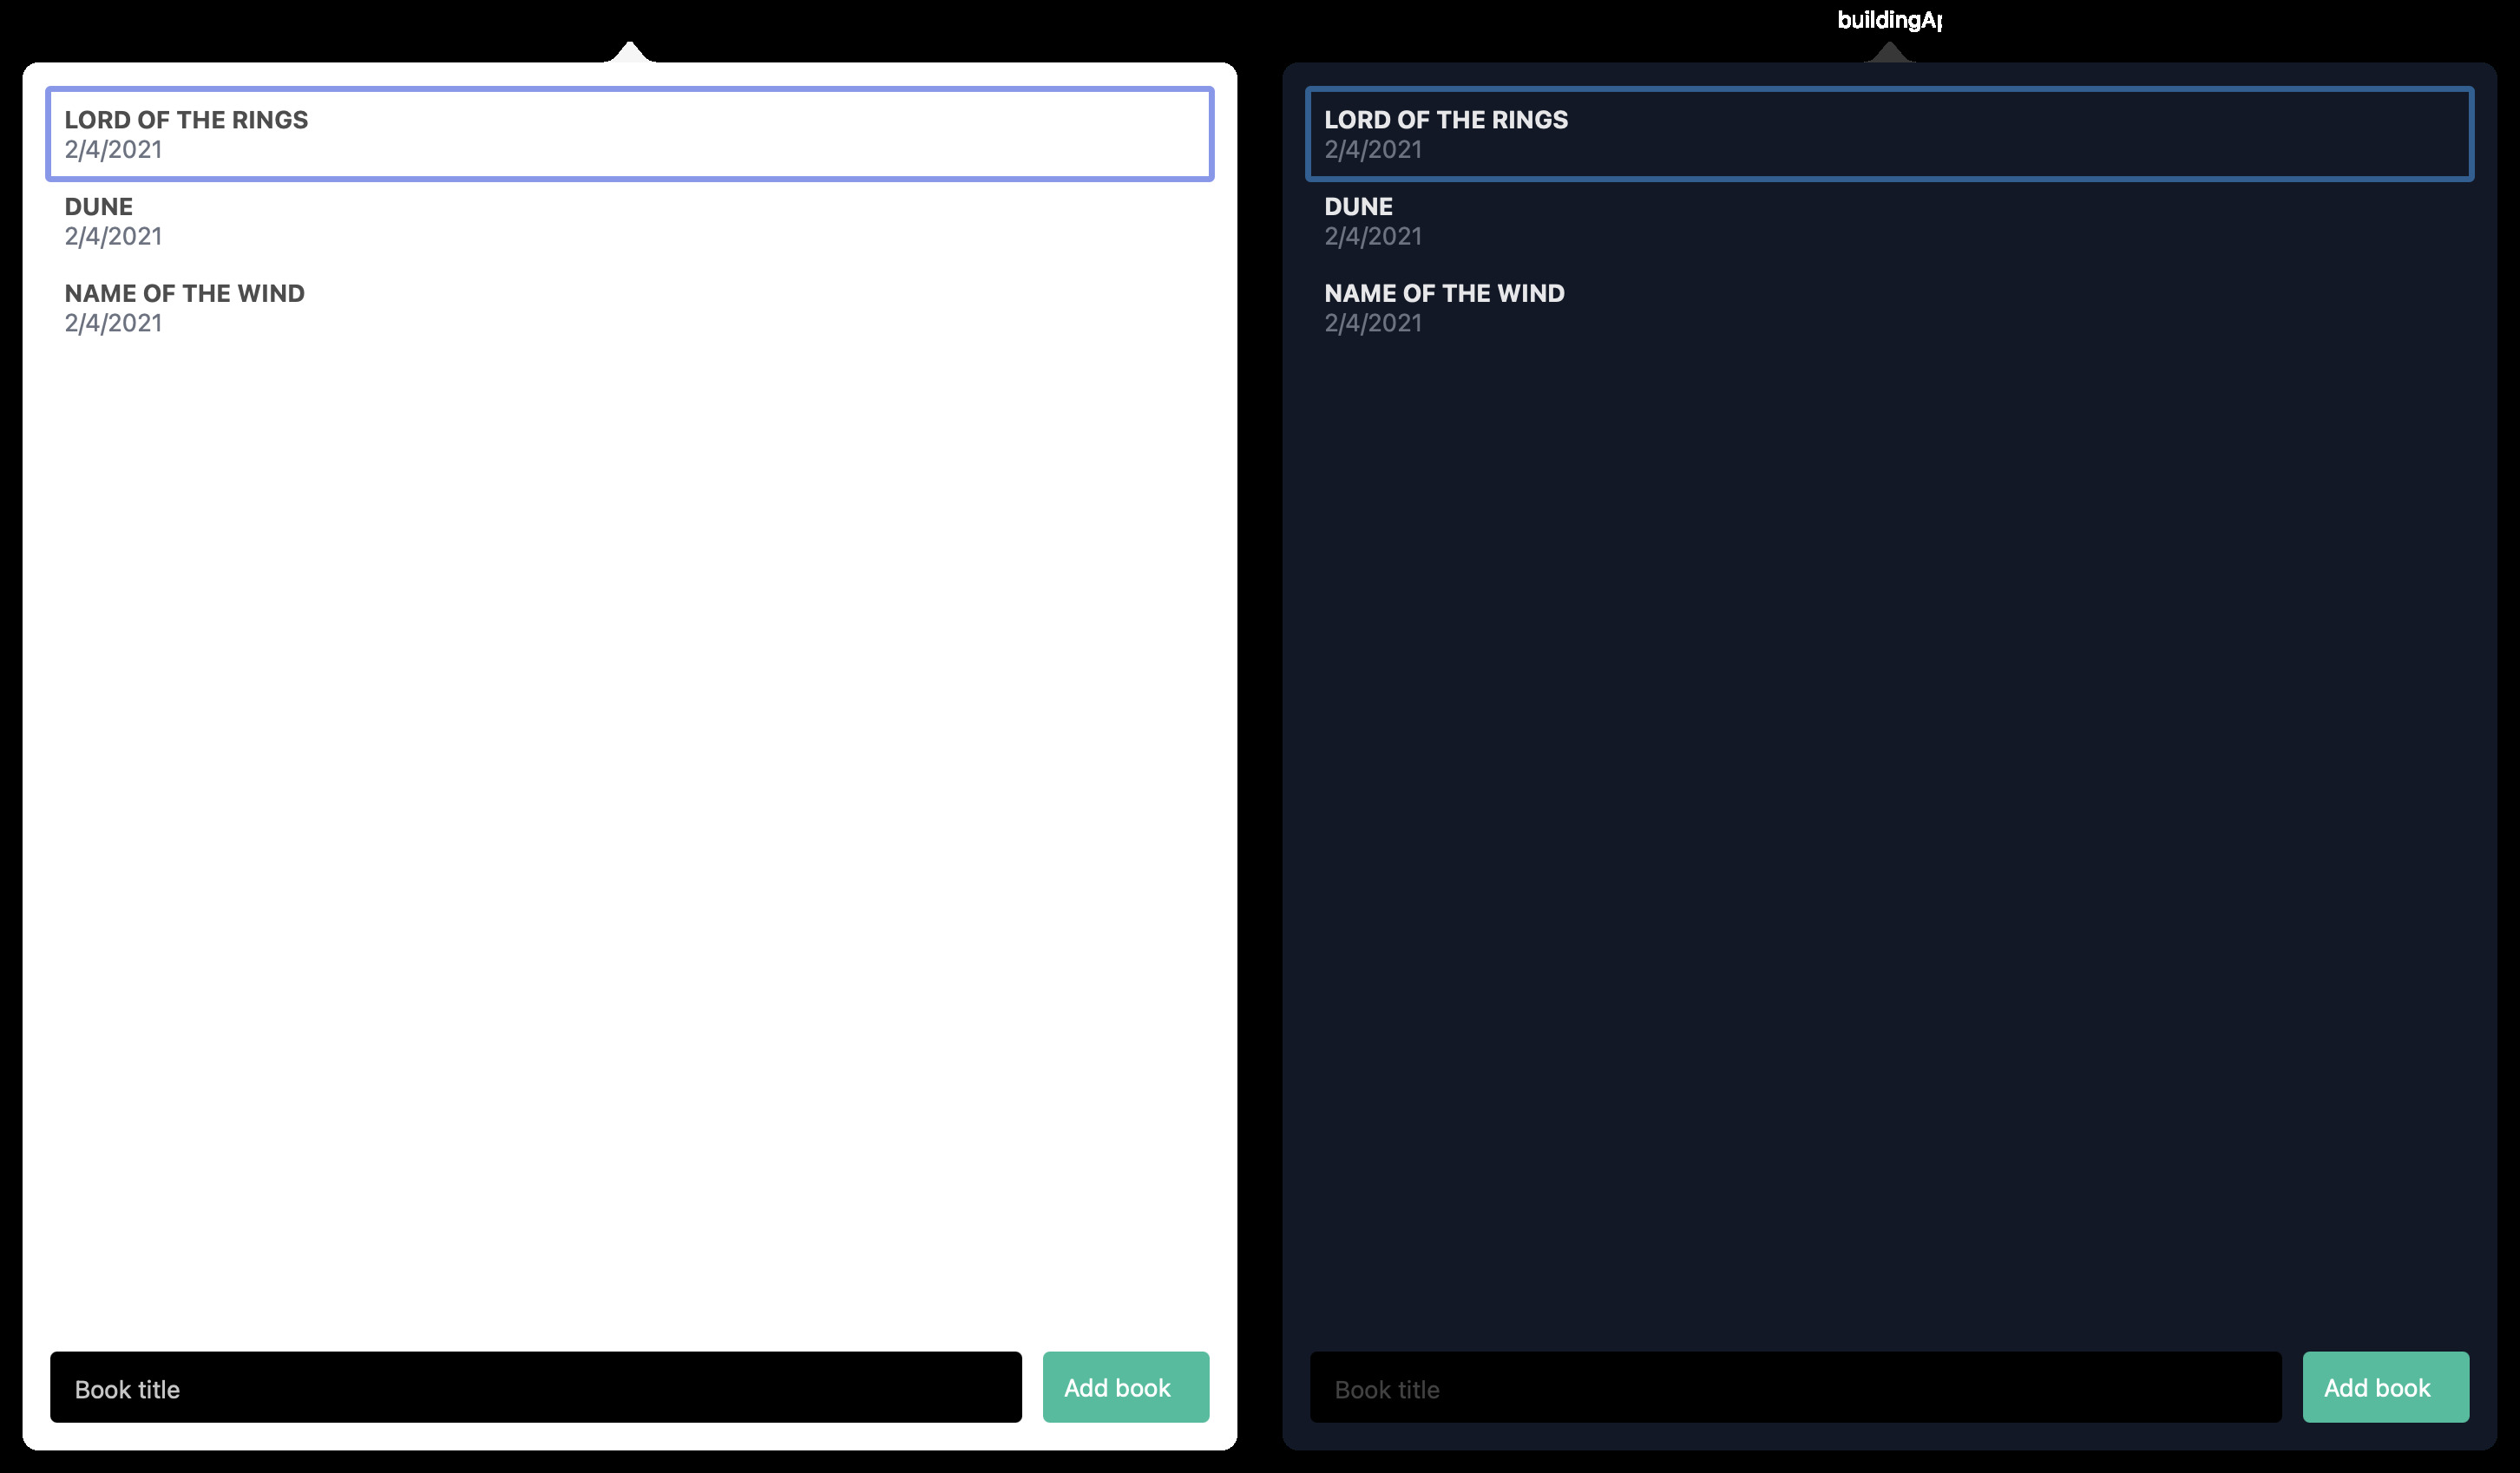 LORD OF THE RINGS
2/4/2021
DUNE
2/4/2021
NAME OF THE WIND
2/4/2021
Book title
Add book
buildingAp
LORD OF THE RINGS
2/4/2021
DUNE
2/4/2021
NAME OF THE WIND
2/4/2021
Book title
Add book